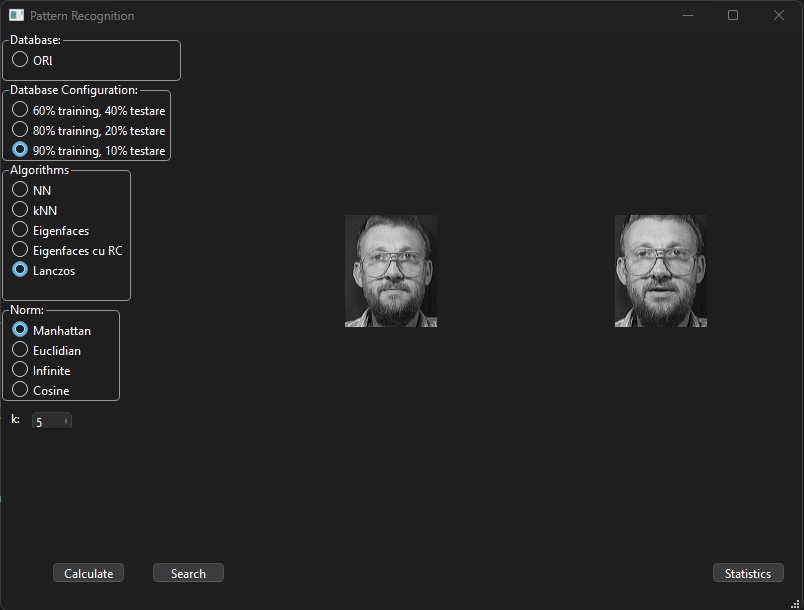 Pattern Recognition
Database:
ORl
Database Configuration:
60% training, 40% testare
80% training, 20% testare
90% training, 10% testare
Algorithms
NN
kNN
Eigenfaces
Eigenfaces cu RC
Lanczos
Norm:
Manhattan
Euclidian
Infinite
Cosine
k: 5
Calculate Search Statistics